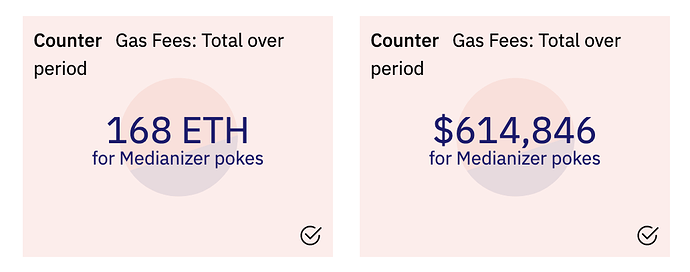 Counter Gas Fees: Total over
period
168 ETH
for Medianizer pokes
Counter Gas Fees: Total over
period
$614,846
for Medianizer pokes